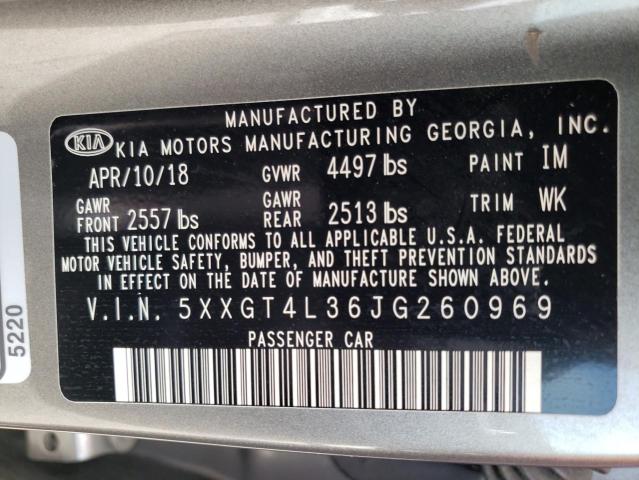 MANUFACTURED BY
KIA KIA MOTORS MANUFACTURING GEORGIA, INC.
APR/10/18 GVWR 4497 lbs PAINT IM
GAWR FRONT 2557 lbs GAWR REAR 2513 lbs TRIM WK
THIS VEHICLE CONFORMS TO ALL APPLICABLE U.S.A. FEDERAL
MOTOR VEHICLE SAFETY, BUMPER, AND THEFT PREVENTION STANDARDS
IN EFFECT ON THE DATE OF MANUFACTURE SHOWN ABOVE.
V.I.N. 5XXGT4L36JG260969
PASSENGER CAR
5220